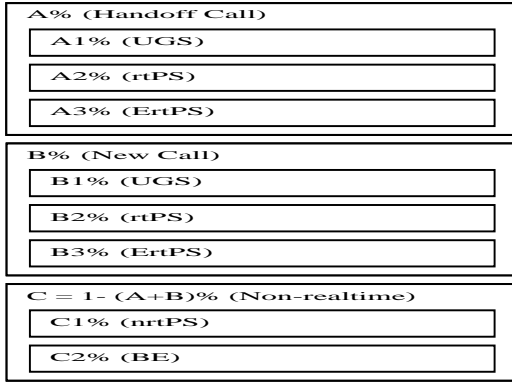 A% (Handoff Call)
A1% (UGS)
A2% (rtPS)
A3% (ErtPS)
B% (New Call)
B1% (UGS)
B2% (rtPS)
B3% (ErtPS)
C = 1- (A+B)% (Non-realtime)
C1% (nrtPS)
C2% (BE)